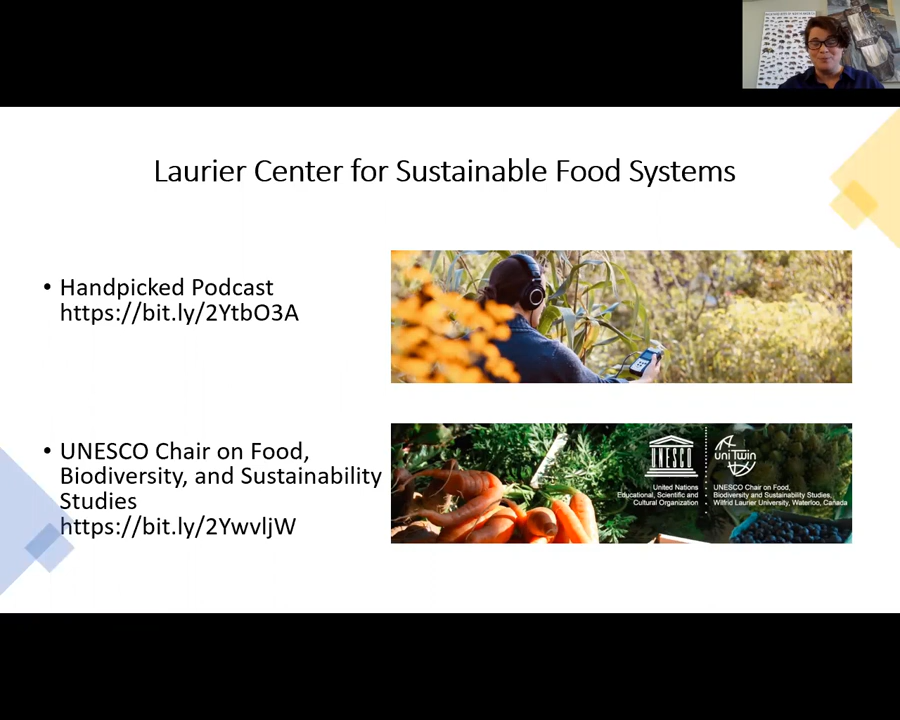 Laurier Center for Sustainable Food Systems
• Handpicked Podcast
https://bit.ly/2YtbO3A
• UNESCO Chair on Food,
Biodiversity, and Sustainability
Studies
https://bit.ly/2YwvljW
UNESCO
United Nations
Educational, Scientific and
Cultural Organization
uniTwin
UNESCO Chair on Food,
Biodiversity and Sustainability Studies,
Wilfrid Laurier University, Waterloo, Canada